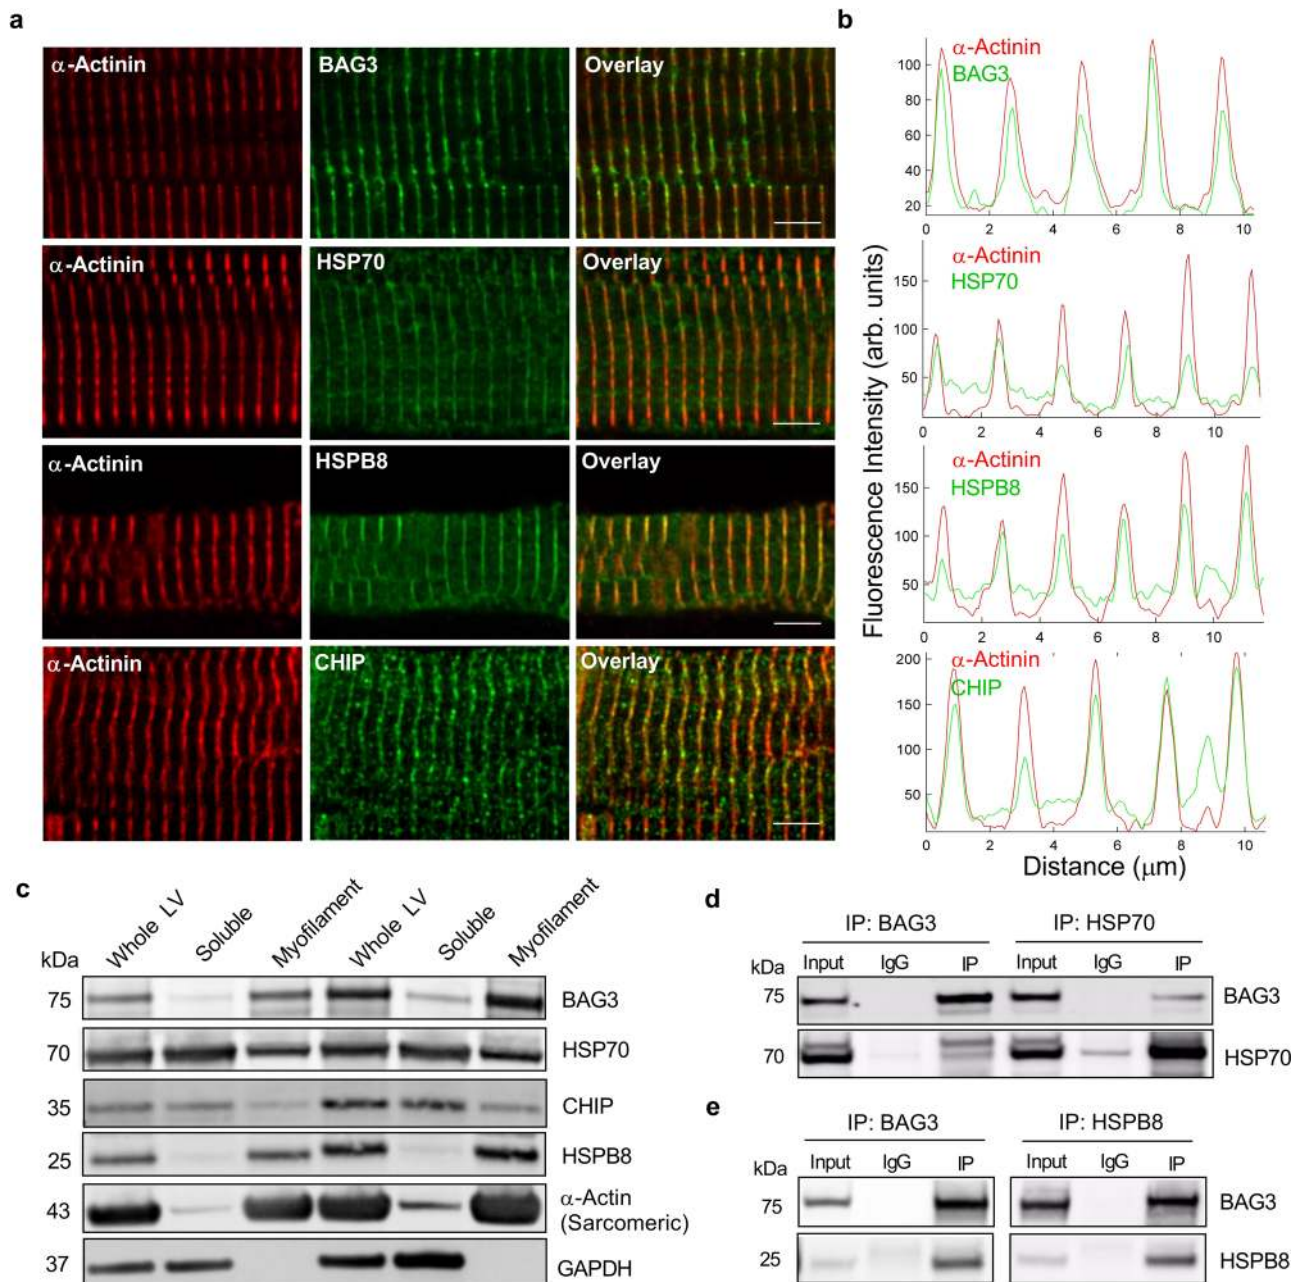 a
α-Actinin BAG3 Overlay
α-Actinin HSP70 Overlay
α-Actinin HSPB8 Overlay
α-Actinin CHIP Overlay
b
Fluorescence Intensity (arb. units)
α-Actinin
BAG3
100
80
60
40
20
0 2 4 6 8 10
α-Actinin
HSP70
150
100
50
0 2 4 6 8 10
α-Actinin
HSPB8
150
100
50
0 2 4 6 8 10
α-Actinin
CHIP
200
150
100
50
0 2 4 6 8 10
Distance (μm)
c
Whole LV Soluble Myofilament Whole LV Soluble Myofilament
kDa
75 BAG3
70 HSP70
35 CHIP
25 HSPB8
43 α-Actin
(Sarcomeric)
37 GAPDH
d
IP: BAG3 IP: HSP70
kDa Input IgG IP Input IgG IP
75 BAG3
70 HSP70
e
IP: BAG3 IP: HSPB8
kDa Input IgG IP Input IgG IP
75 BAG3
25 HSPB8